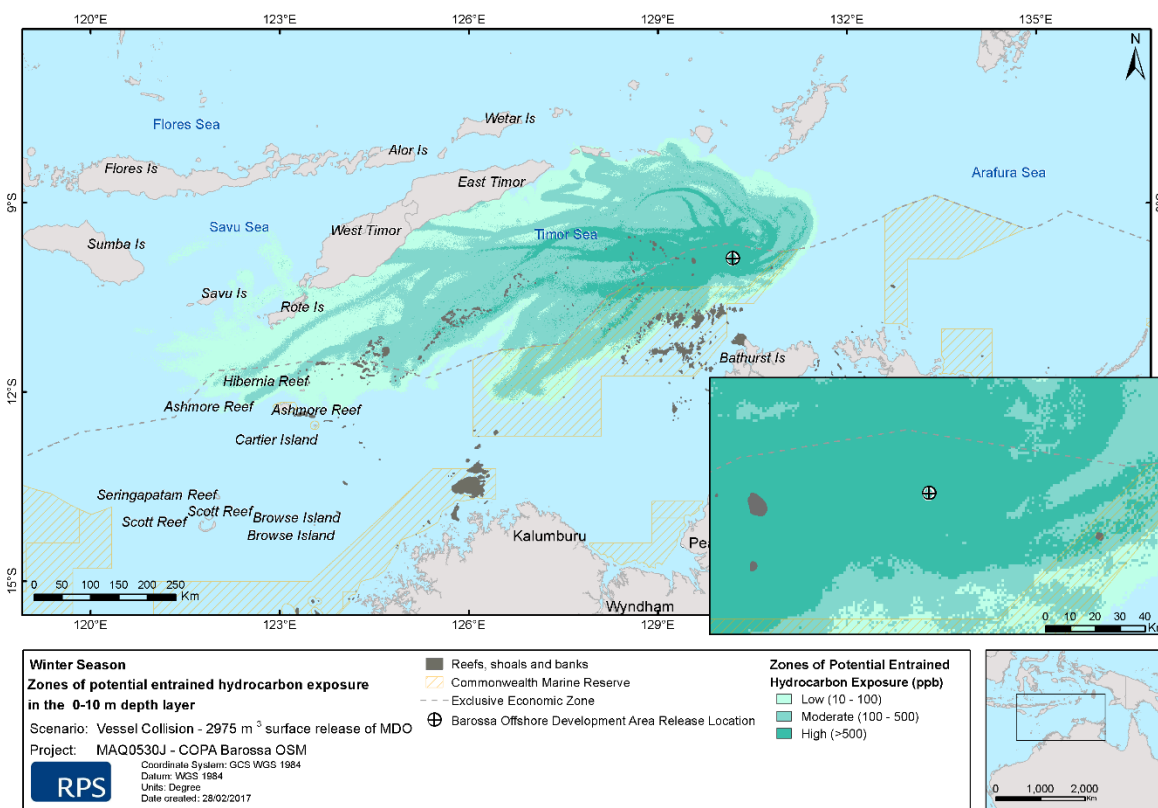 120°E 123°E 126°E 129°E 132°E 135°E
N
Flores Sea
Wetar Is
Alor Is
Flores Is
East Timor
Arafura Sea
9°S
West Timor
Savu Sea
Timor Sea
Sumba Is
Savu Is
Rote Is
Bathurst Is
Hibernia Reef
12°S
Ashmore Reef Ashmore Reef
Cartier Island
Seringapatam Reef
Scott Reef
Scott Reef
Browse Island
Browse Island
Kalumburu
Pea
15°S
0 50 100 150 200 250
Km
Wyndham
0 10 20 30 40
120°E 123°E 126°E 129°E
Winter Season
Zones of potential entrained hydrocarbon exposure
in the 0-10 m depth layer
Scenario: Vessel Collision - 2975 m³ surface release of MDO
Project: MAQ0530J - COPA Barossa OSM
RPS
Coordinate System: GCS WGS 1984
Datum: WGS 1984
Units: Degree
Date created: 28/02/2017
Reefs, shoals and banks
Commonwealth Marine Reserve
Exclusive Economic Zone
Barossa Offshore Development Area Release Location
Zones of Potential Entrained
Hydrocarbon Exposure (ppb)
Low (10 - 100)
Moderate (100 - 500)
High (>500)
0 1,000 2,000
Km